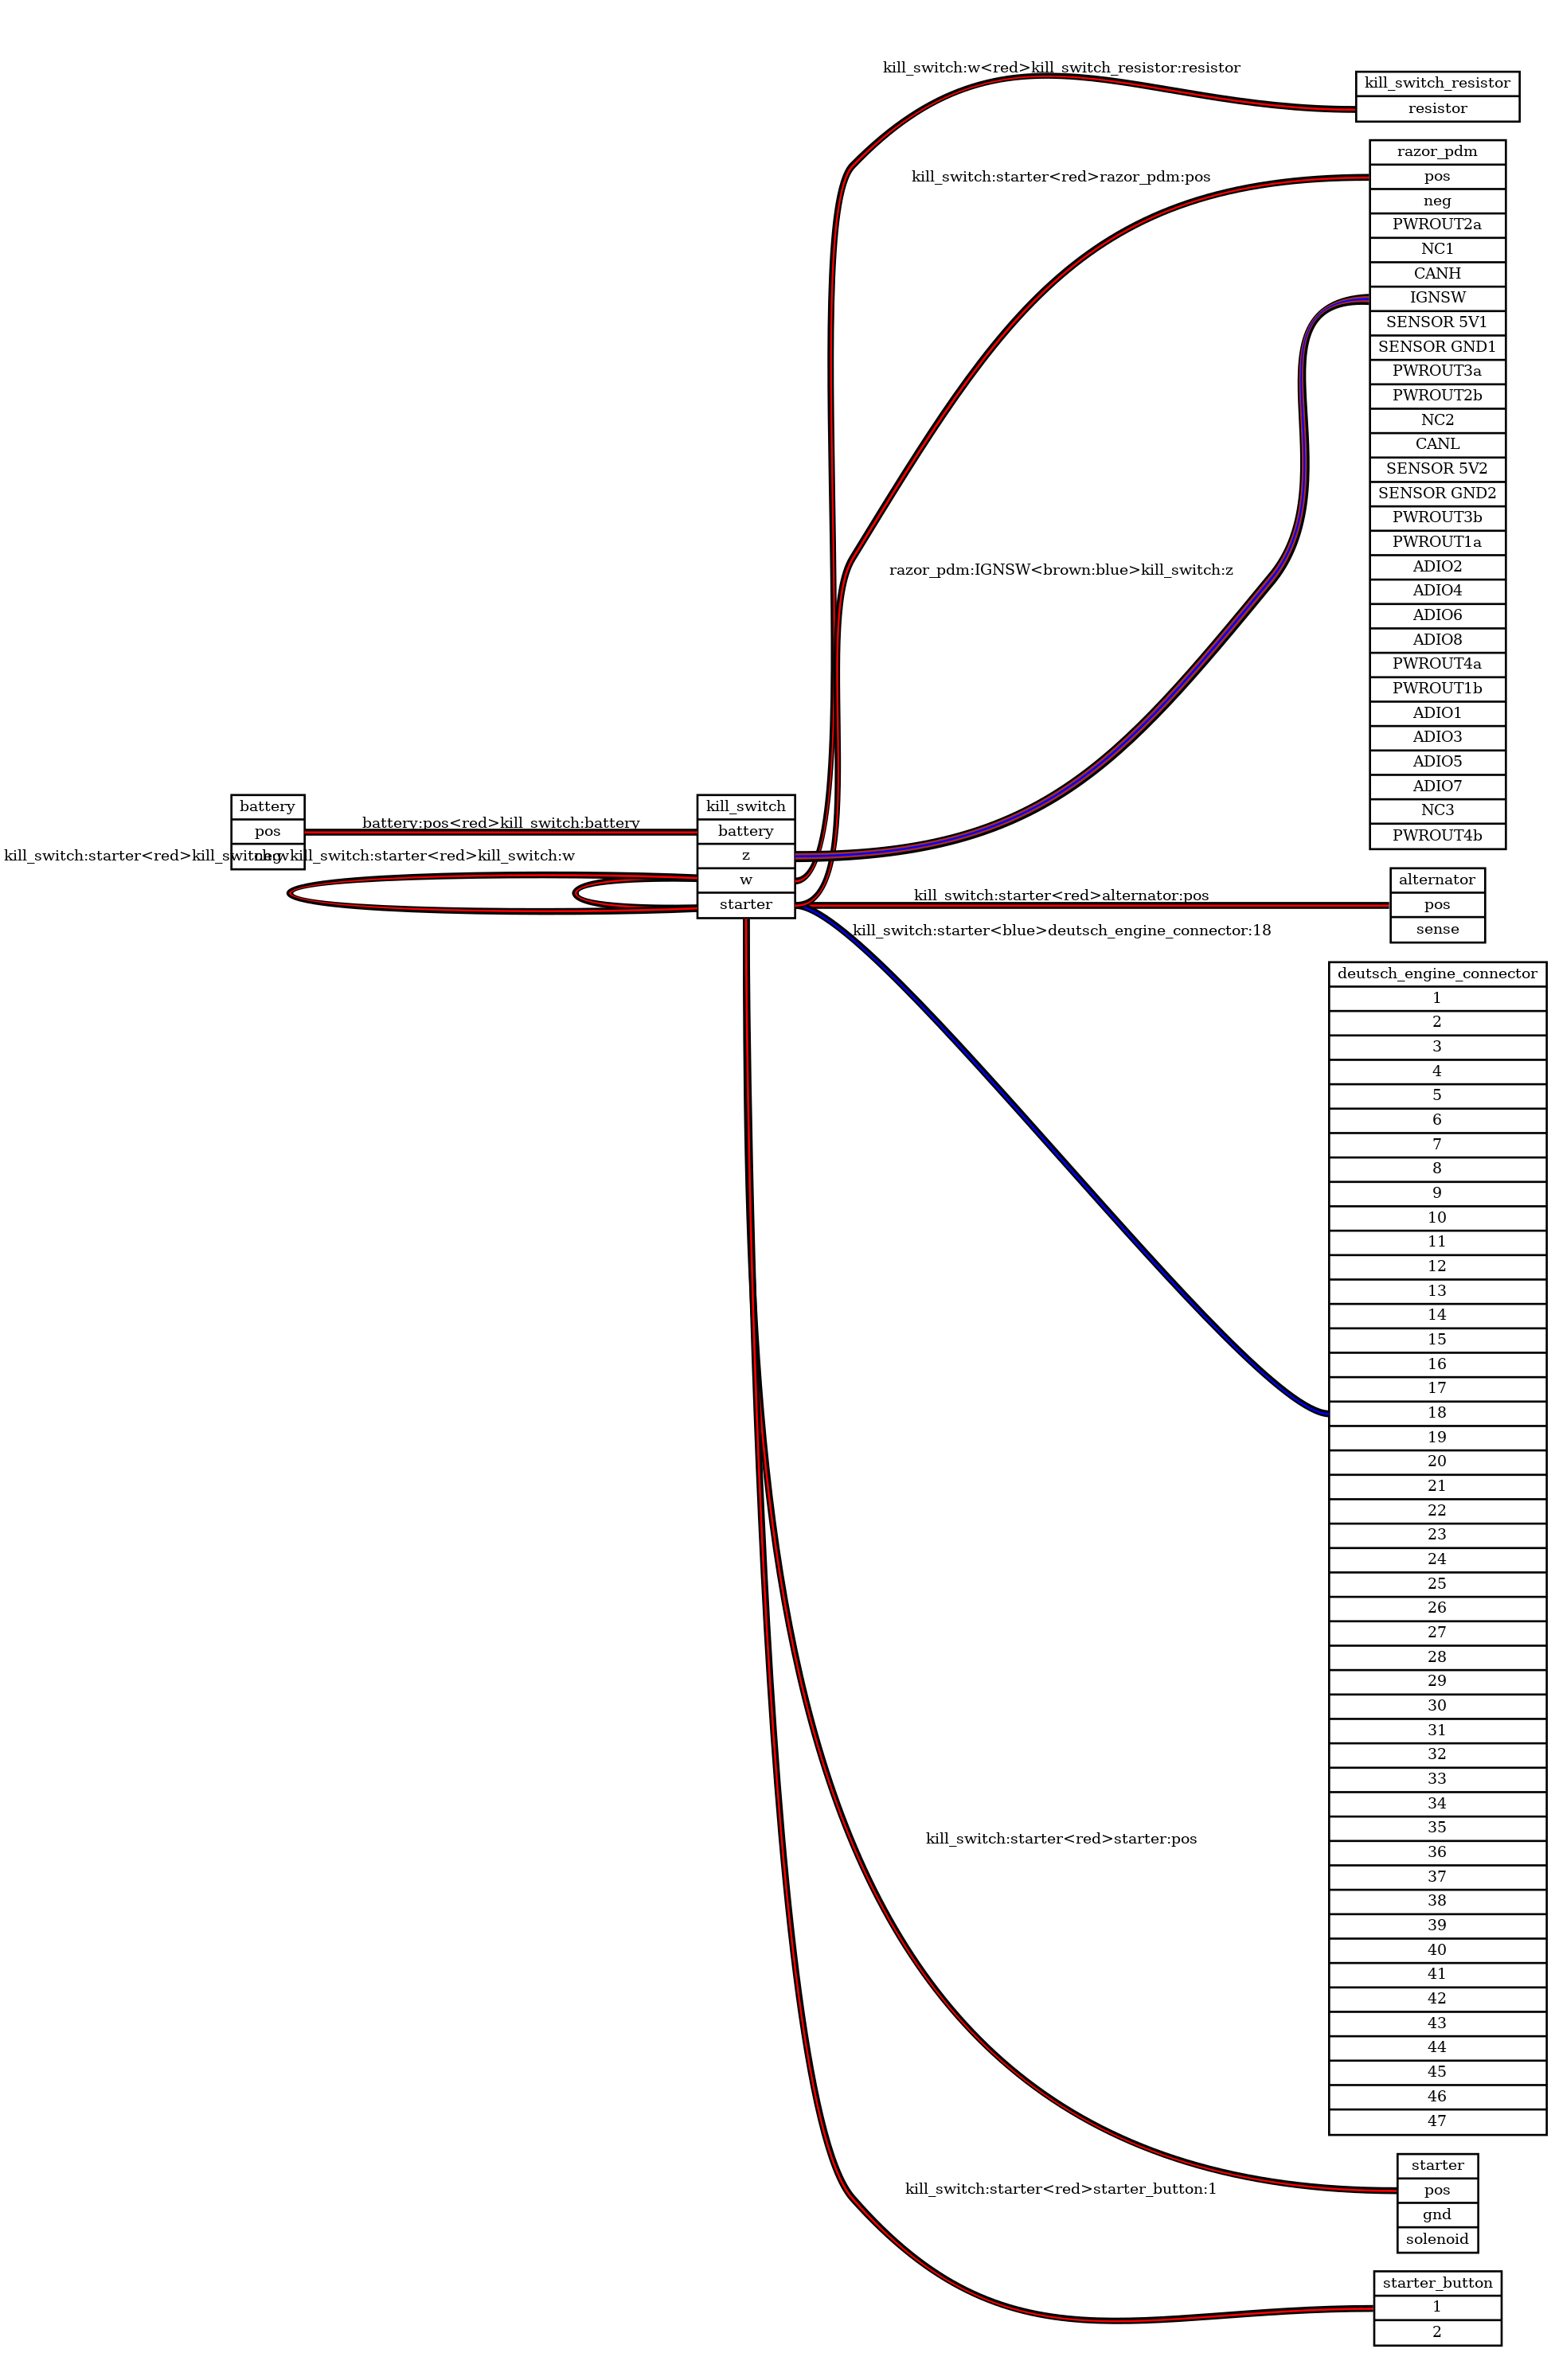 kill_switch:w<red>kill_switch_resistor:resistor
kill_switch_resistor
resistor
razor_pdm
kill_switch:starter<red>razor_pdm:pos
pos
neg
PWROUT2a
NC1
CANH
IGNSW
SENSOR 5V1
SENSOR GND1
PWROUT3a
PWROUT2b
NC2
CANL
SENSOR 5V2
SENSOR GND2
PWROUT3b
PWROUT1a
razor_pdm:IGNSW<brown:blue>kill_switch:z
ADIO2
ADIO4
ADIO6
ADIO8
PWROUT4a
PWROUT1b
ADIO1
ADIO3
ADIO5
ADIO7
NC3
PWROUT4b
battery
pos
neg
battery:pos<red>kill_switch:battery
kill_switch:starter<red>kill_switch:w
kill_switch:starter<red>kill_switch:w
kill_switch
battery
z
w
starter
kill_switch:starter<red>alternator:pos
alternator
pos
sense
kill_switch:starter<blue>deutsch_engine_connector:18
deutsch_engine_connector
1
2
3
4
5
6
7
8
9
10
11
12
13
14
15
16
17
18
19
20
21
22
23
24
25
26
27
28
29
30
31
32
33
34
35
36
37
38
39
40
41
42
43
44
45
46
47
kill_switch:starter<red>starter:pos
starter
pos
gnd
solenoid
kill_switch:starter<red>starter_button:1
starter_button
1
2